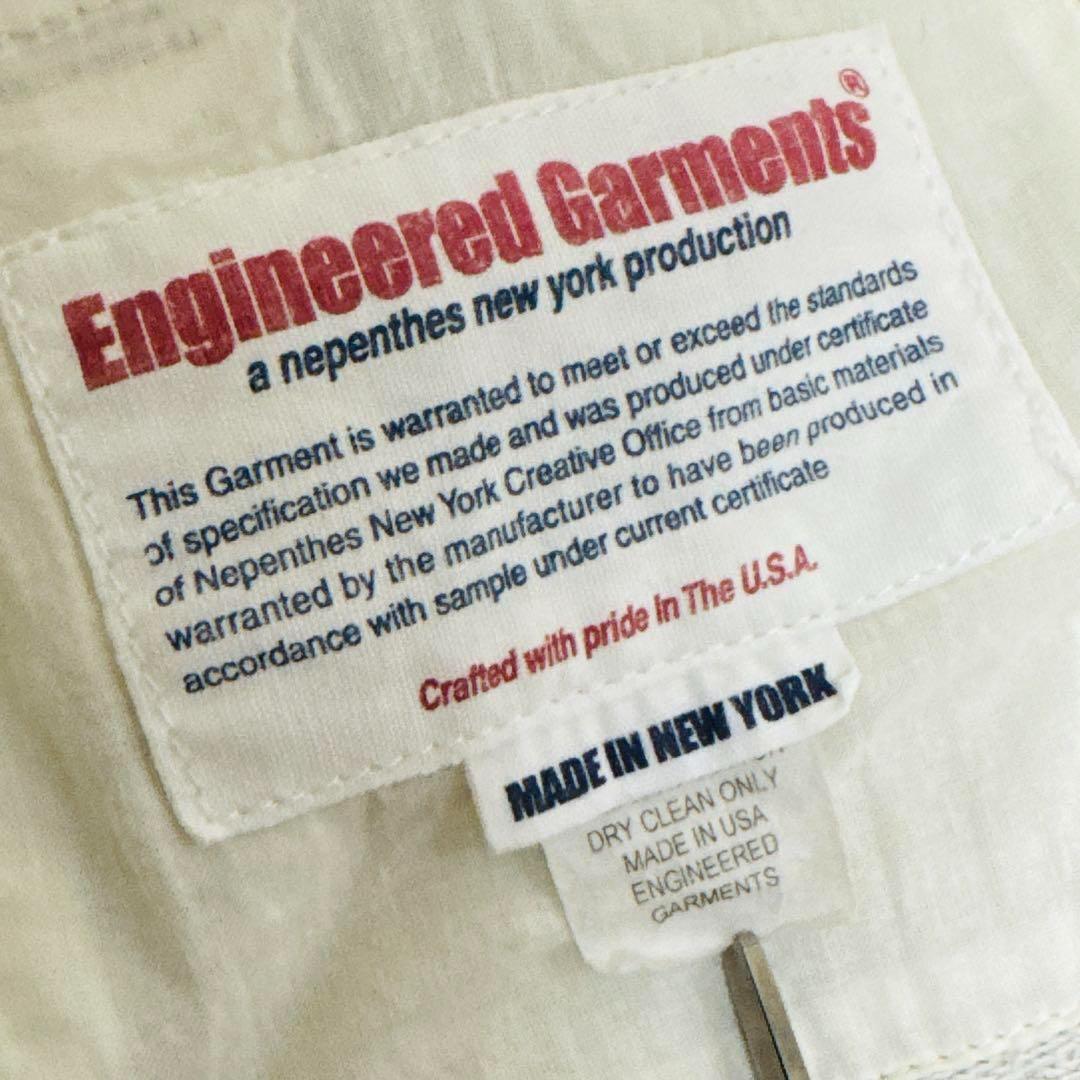 Engineered Garments®
a nepenthes new york production
This Garment is warranted to meet or exceed the standards
of specification we made and was produced under certificate
of Nepenthes New York Creative Office from basic materials
warranted by the manufacturer to have been produced in
accordance with sample under current certificate
Crafted with pride In The U.S.A.
MADE IN NEW YORK
DRY CLEAN ONLY
MADE IN USA
ENGINEERED
GARMENTS